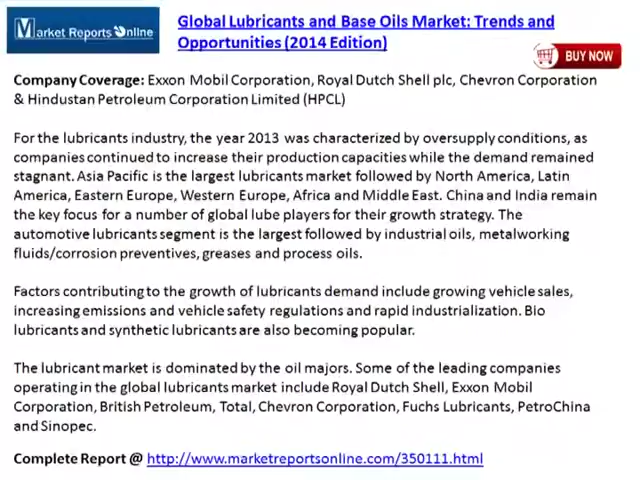 Market Reports Online
Global Lubricants and Base Oils Market: Trends and
Opportunities (2014 Edition)
BUY NOW
Company Coverage: Exxon Mobil Corporation, Royal Dutch Shell plc, Chevron Corporation
& Hindustan Petroleum Corporation Limited (HPCL)
For the lubricants industry, the year 2013 was characterized by oversupply conditions, as
companies continued to increase their production capacities while the demand remained
stagnant. Asia Pacific is the largest lubricants market followed by North America, Latin
America, Eastern Europe, Western Europe, Africa and Middle East. China and India remain
the key focus for a number of global lube players for their growth strategy. The
automotive lubricants segment is the largest followed by industrial oils, metalworking
fluids/corrosion preventives, greases and process oils.
Factors contributing to the growth of lubricants demand include growing vehicle sales,
increasing emissions and vehicle safety regulations and rapid industrialization. Bio
lubricants and synthetic lubricants are also becoming popular.
The lubricant market is dominated by the oil majors. Some of the leading companies
operating in the global lubricants market include Royal Dutch Shell, Exxon Mobil
Corporation, British Petroleum, Total, Chevron Corporation, Fuchs Lubricants, PetroChina
and Sinopec.
Complete Report @ http://www.marketreportsonline.com/350111.html